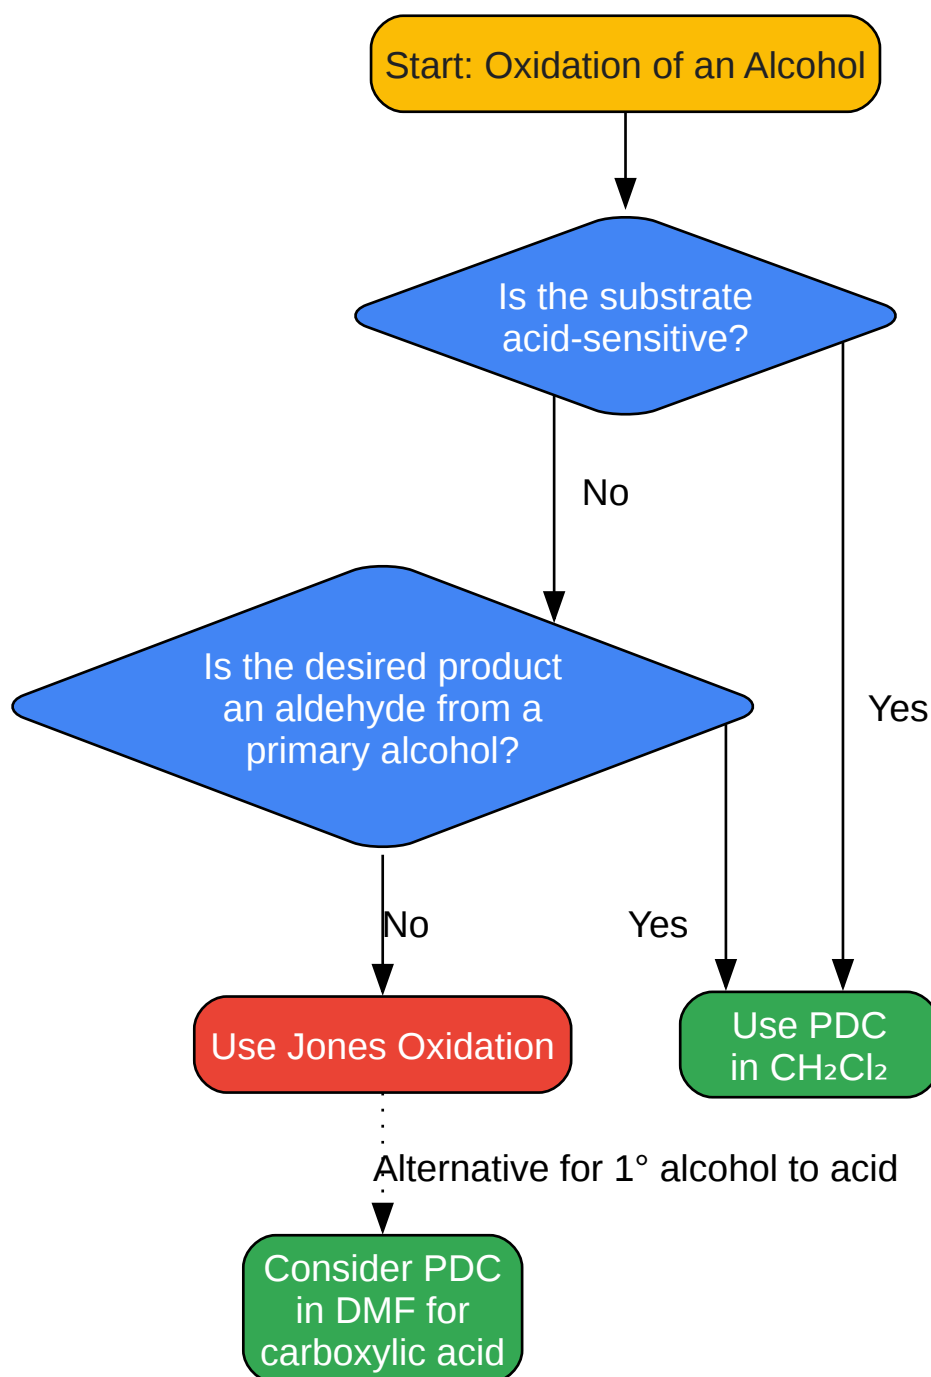 Start: Oxidation of an Alcohol
Is the substrate
acid-sensitive?
No
Is the desired product
an aldehyde from a
primary alcohol?
Yes
No
Yes
Use Jones Oxidation
Use PDC
in CH₂Cl₂
Alternative for 1° alcohol to acid
Consider PDC
in DMF for
carboxylic acid